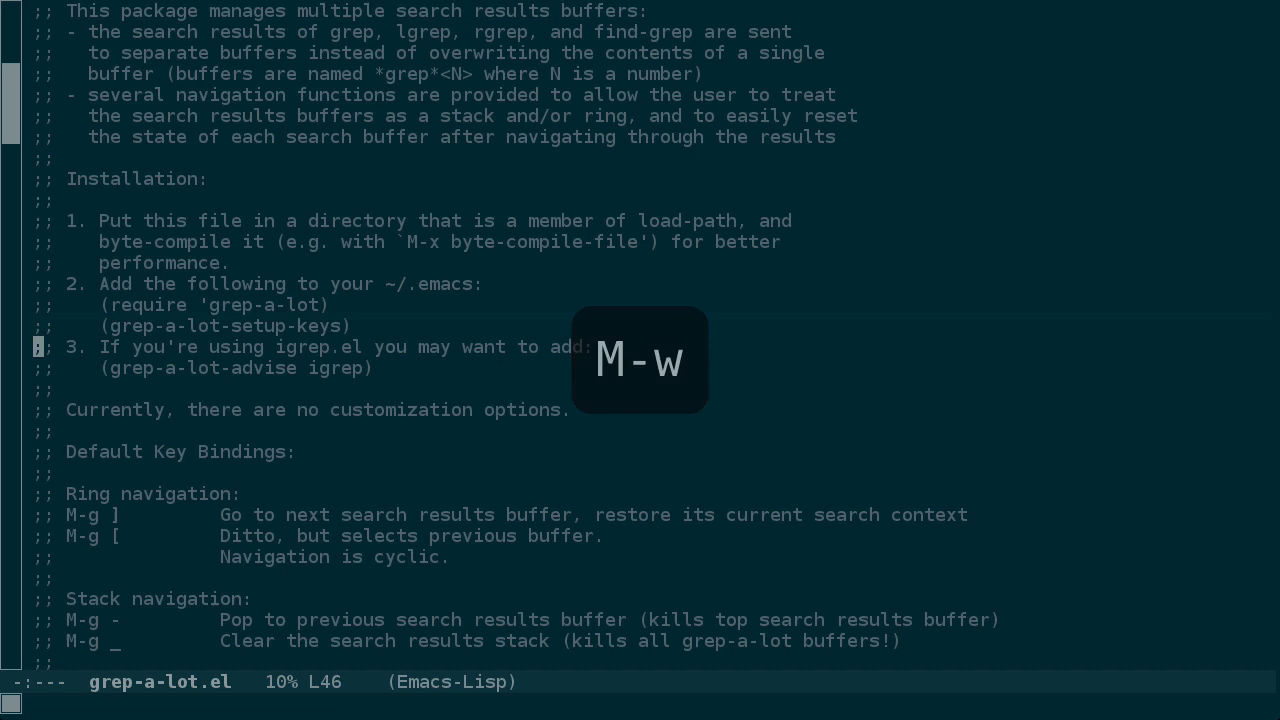 ;; This package manages multiple search results buffers:
;; - the search results of grep, lgrep, rgrep, and find-grep are sent
;;   to separate buffers instead of overwriting the contents of a single
;;   buffer (buffers are named *grep*<N> where N is a number)
;; - several navigation functions are provided to allow the user to treat
;;   the search results buffers as a stack and/or ring, and to easily reset
;;   the state of each search buffer after navigating through the results
;;
;; Installation:
;;
;; 1. Put this file in a directory that is a member of load-path, and
;;    byte-compile it (e.g. with `M-x byte-compile-file') for better
;;    performance.
;; 2. Add the following to your ~/.emacs:
;;    (require 'grep-a-lot)
;;    (grep-a-lot-setup-keys)
;; 3. If you're using igrep.el you may want to add:
;;    (grep-a-lot-advise igrep)
;;
;; Currently, there are no customization options.
;;
;; Default Key Bindings:
;;
;; Ring navigation:
;; M-g ]         Go to next search results buffer, restore its current search context
;; M-g [         Ditto, but selects previous buffer.
;;               Navigation is cyclic.
;;
;; Stack navigation:
;; M-g -         Pop to previous search results buffer (kills top search results buffer)
;; M-g _         Clear the search results stack (kills all grep-a-lot buffers!)
;;
M-w
-:---  grep-a-lot.el   10% L46    (Emacs-Lisp)